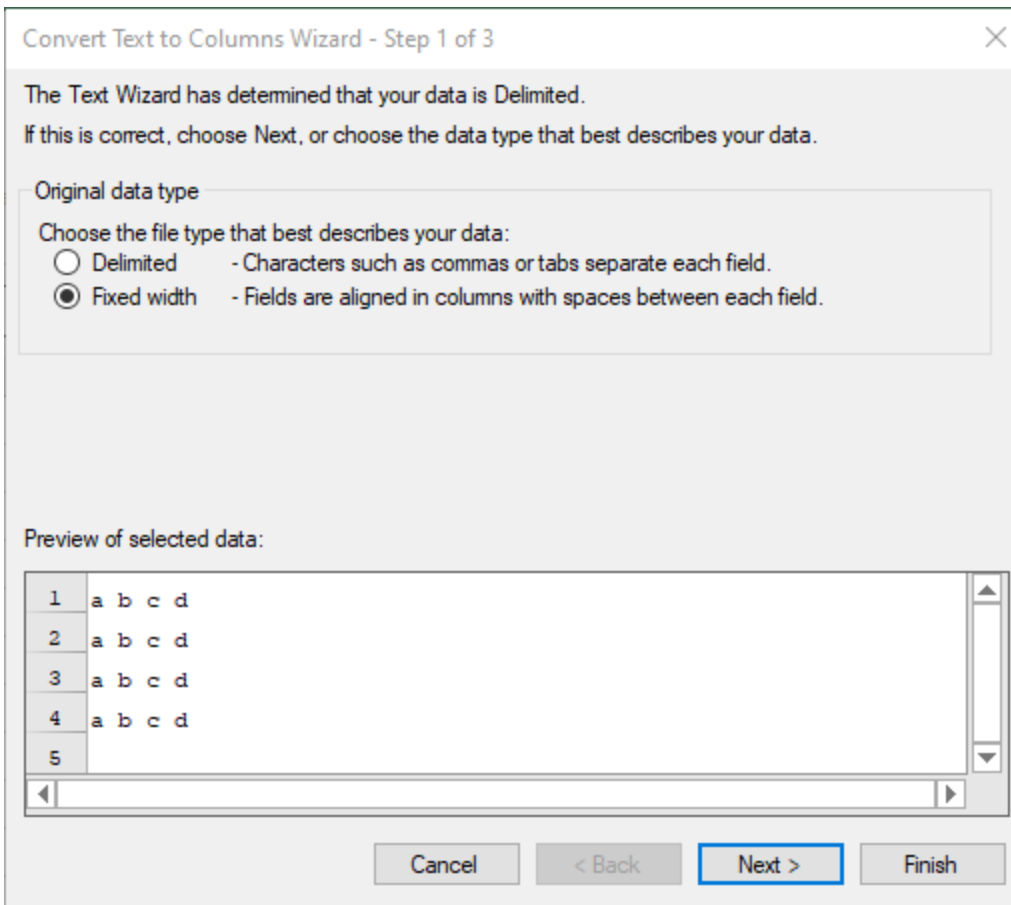 Convert Text to Columns Wizard - Step 1 of 3
The Text Wizard has determined that your data is Delimited.
If this is correct, choose Next, or choose the data type that best describes your data.
Original data type
Choose the file type that best describes your data:
Delimited - Characters such as commas or tabs separate each field.
Fixed width - Fields are aligned in columns with spaces between each field.
Preview of selected data:
1 a b c d
2 a b c d
3 a b c d
4 a b c d
5
Cancel < Back Next > Finish